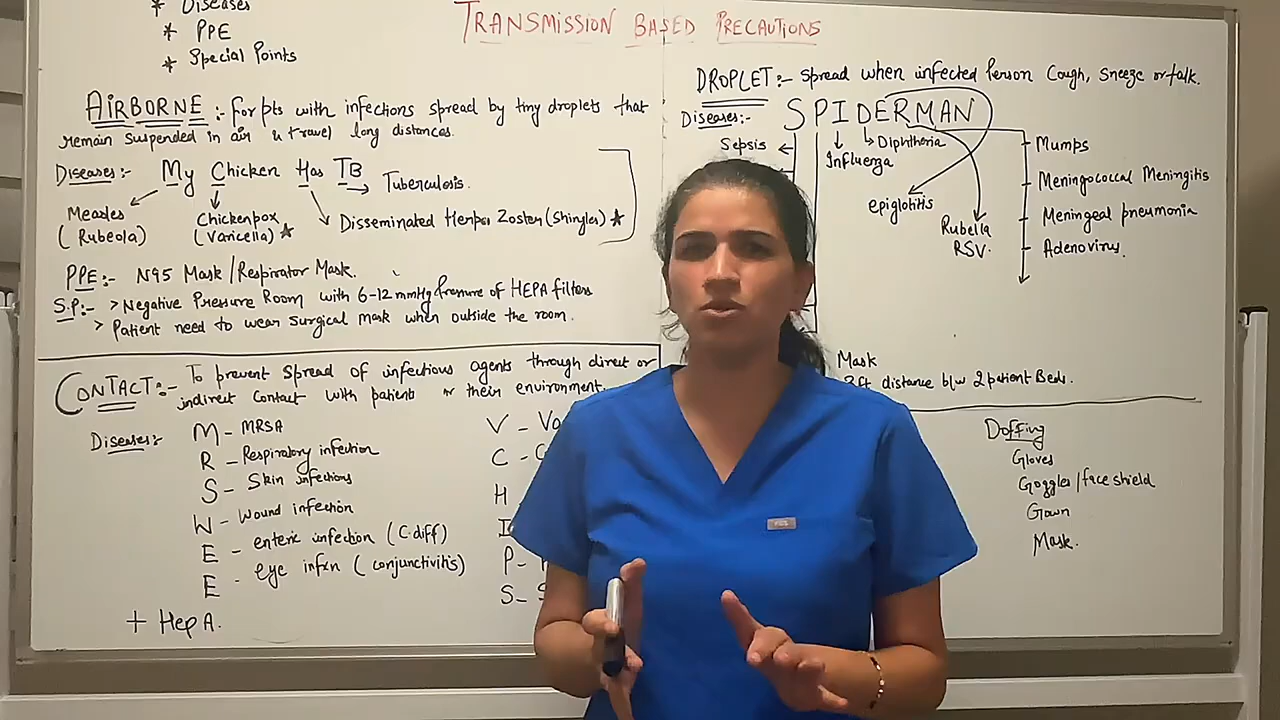 * Diseases
* PPE
* Special Points
TRANSMISSION BASED PRECAUTIONS
AIRBORNE :- for pts with infections spread by tiny droplets that
remain suspended in air & travel long distances.
Diseases:- My Chicken Has TB
Tuberculosis.
Measles
(Rubeola)
Chickenpox
(Varicella) *
Disseminated Herpes Zoster (Shingles) *
PPE:- N95 Mask / Respirator Mask.
S.P:- > Negative Pressure Room with 6-12 mmHg Pressure of HEPA filters
> Patient need to wear surgical mask when outside the room.
DROPLET:- Spread when infected Person Cough, Sneeze or talk.
Diseases:- SPIDERMAN
Sepsis
Influenza
Diphtheria
epiglotitis
Rubella
RSV.
Mumps
Meningococcal Meningitis
Meningeal pneumonia
Adenovirus.
Mask
3ft distance b/w 2 patient Beds.
CONTACT:- To prevent Spread of infectious agents through direct or
indirect Contact with patient or their environment.
Diseases:-
M - MRSA
R - Respiratory infection
S - Skin infections
W - Wound infection
E - enteric infection (C.diff)
E - eye infxn (conjunctivitis)
+ Hep A.
V - Va
C -
H
I
P -
S -
Doffing
Gloves
Goggles / face shield
Gown
Mask.